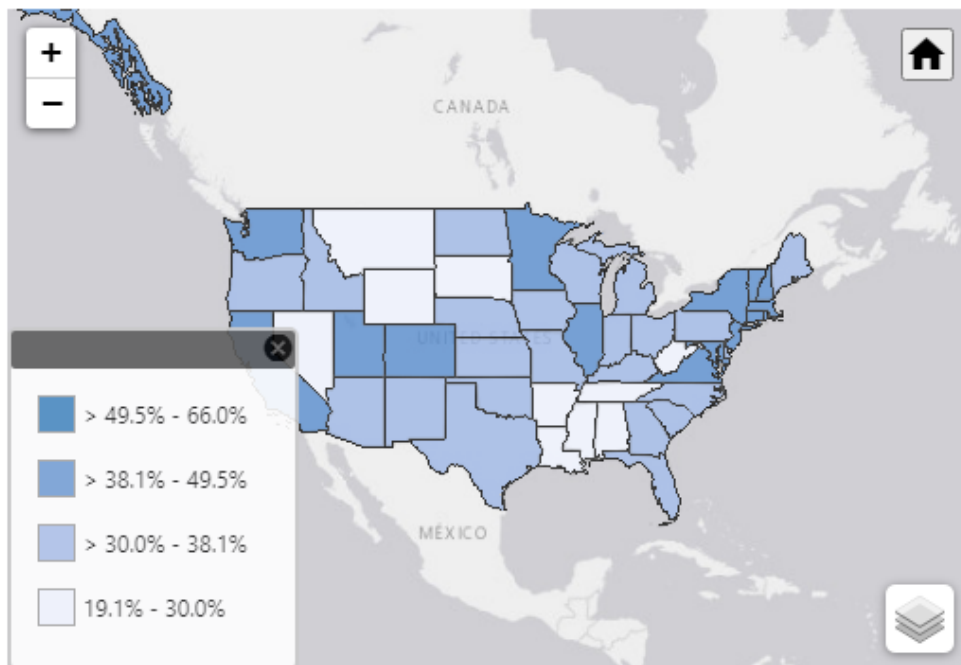 +
−
CANADA
UNITED STATES
> 49.5% - 66.0%
> 38.1% - 49.5%
> 30.0% - 38.1%
19.1% - 30.0%
MÉXICO